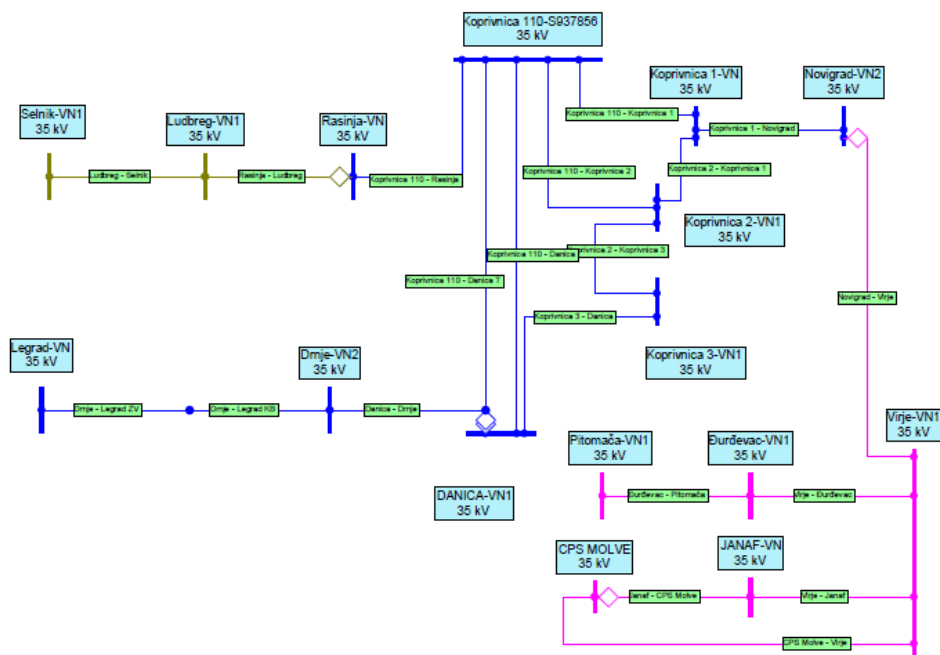 Koprivnica 110-S937856
35 kV
Koprivnica 1-VN
35 kV
Novigrad-VN2
35 kV
Selnik-VN1
35 kV
Ludbreg-VN1
35 kV
Rasinja-VN
35 kV
Koprivnica 110 - Koprivnica 1
Koprivnica 1 - Novigrad
Ludbreg - Selnik
Rasinja - Ludbreg
Koprivnica 110 - Rasinja
Koprivnica 110 - Koprivnica 2
Koprivnica 2 - Koprivnica 1
Koprivnica 2-VN1
35 kV
Koprivnica 110 - Danica
Koprivnica 2 - Koprivnica 3
Koprivnica 110 - Danica T
Novigrad - Virje
Koprivnica 3 - Danica
Legrad-VN
35 kV
Drnje-VN2
35 kV
Koprivnica 3-VN1
35 kV
Drnje - Legrad ZV
Drnje - Legrad KB
Danica - Drnje
Virje-VN1
35 kV
Pitomača-VN1
35 kV
Đurđevac-VN1
35 kV
DANICA-VN1
35 kV
Đurđevac - Pitomača
Virje - Đurđevac
CPS MOLVE
35 kV
JANAF-VN
35 kV
Janaf - CPS Molve
Virje - Janaf
CPS Molve - Virje